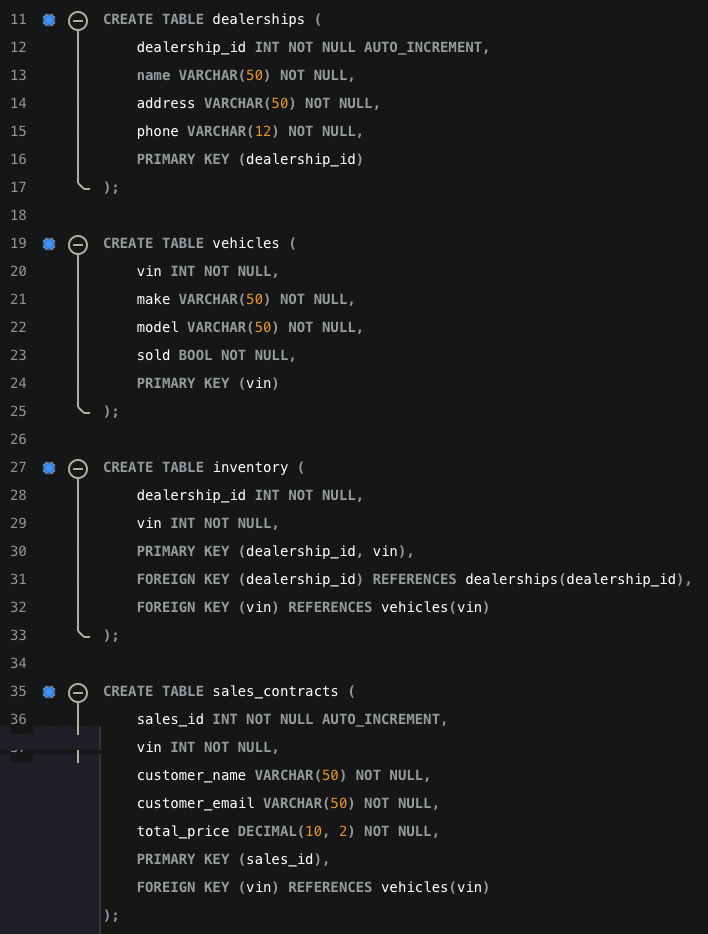 11 CREATE TABLE dealerships (
12 dealership_id INT NOT NULL AUTO_INCREMENT,
13 name VARCHAR(50) NOT NULL,
14 address VARCHAR(50) NOT NULL,
15 phone VARCHAR(12) NOT NULL,
16 PRIMARY KEY (dealership_id)
17 );
18
19 CREATE TABLE vehicles (
20 vin INT NOT NULL,
21 make VARCHAR(50) NOT NULL,
22 model VARCHAR(50) NOT NULL,
23 sold BOOL NOT NULL,
24 PRIMARY KEY (vin)
25 );
26
27 CREATE TABLE inventory (
28 dealership_id INT NOT NULL,
29 vin INT NOT NULL,
30 PRIMARY KEY (dealership_id, vin),
31 FOREIGN KEY (dealership_id) REFERENCES dealerships(dealership_id),
32 FOREIGN KEY (vin) REFERENCES vehicles(vin)
33 );
34
35 CREATE TABLE sales_contracts (
36 sales_id INT NOT NULL AUTO_INCREMENT,
vin INT NOT NULL,
customer_name VARCHAR(50) NOT NULL,
customer_email VARCHAR(50) NOT NULL,
total_price DECIMAL(10, 2) NOT NULL,
PRIMARY KEY (sales_id),
FOREIGN KEY (vin) REFERENCES vehicles(vin)
);